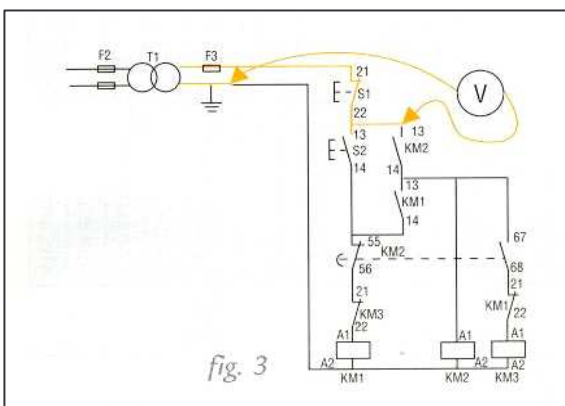 F2 T1 F3
21
S1
V
22
13 13
S2 KM2
14 14
13
KM1
14
55 67
KM2
56 68
21 21
KM3 KM1
22 22
A1 A1 A1
A2 A2 A2
KM1 KM2 KM3
fig. 3